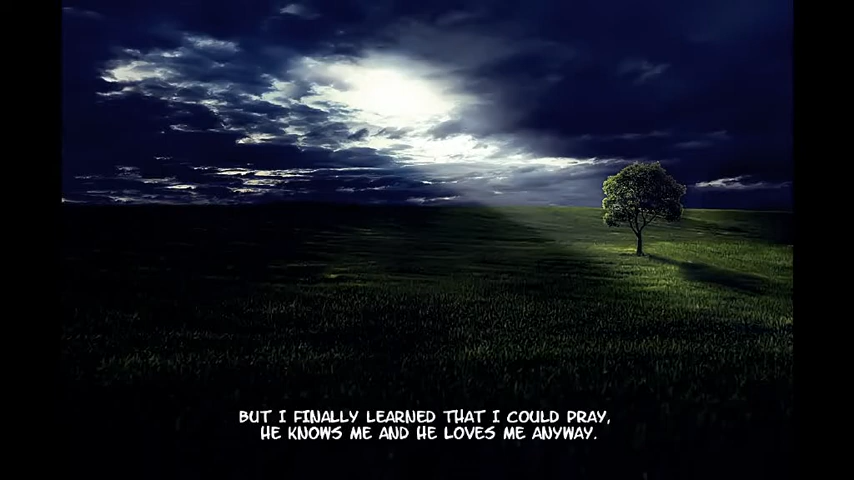 BUT I FINALLY LEARNED THAT I COULD PRAY,
HE KNOWS ME AND HE LOVES ME ANYWAY.